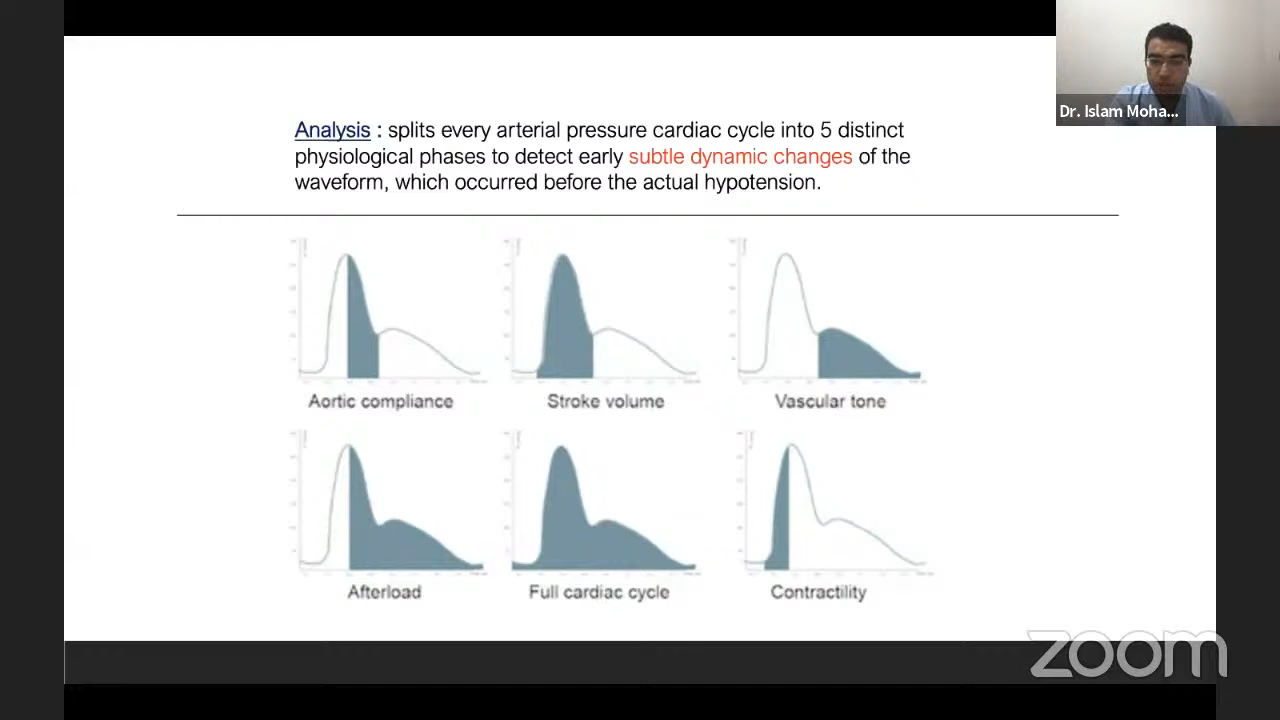 Dr. Islam Moha...
Analysis : splits every arterial pressure cardiac cycle into 5 distinct
physiological phases to detect early subtle dynamic changes of the
waveform, which occurred before the actual hypotension.
Aortic compliance
Stroke volume
Vascular tone
Afterload
Full cardiac cycle
Contractility
zoom